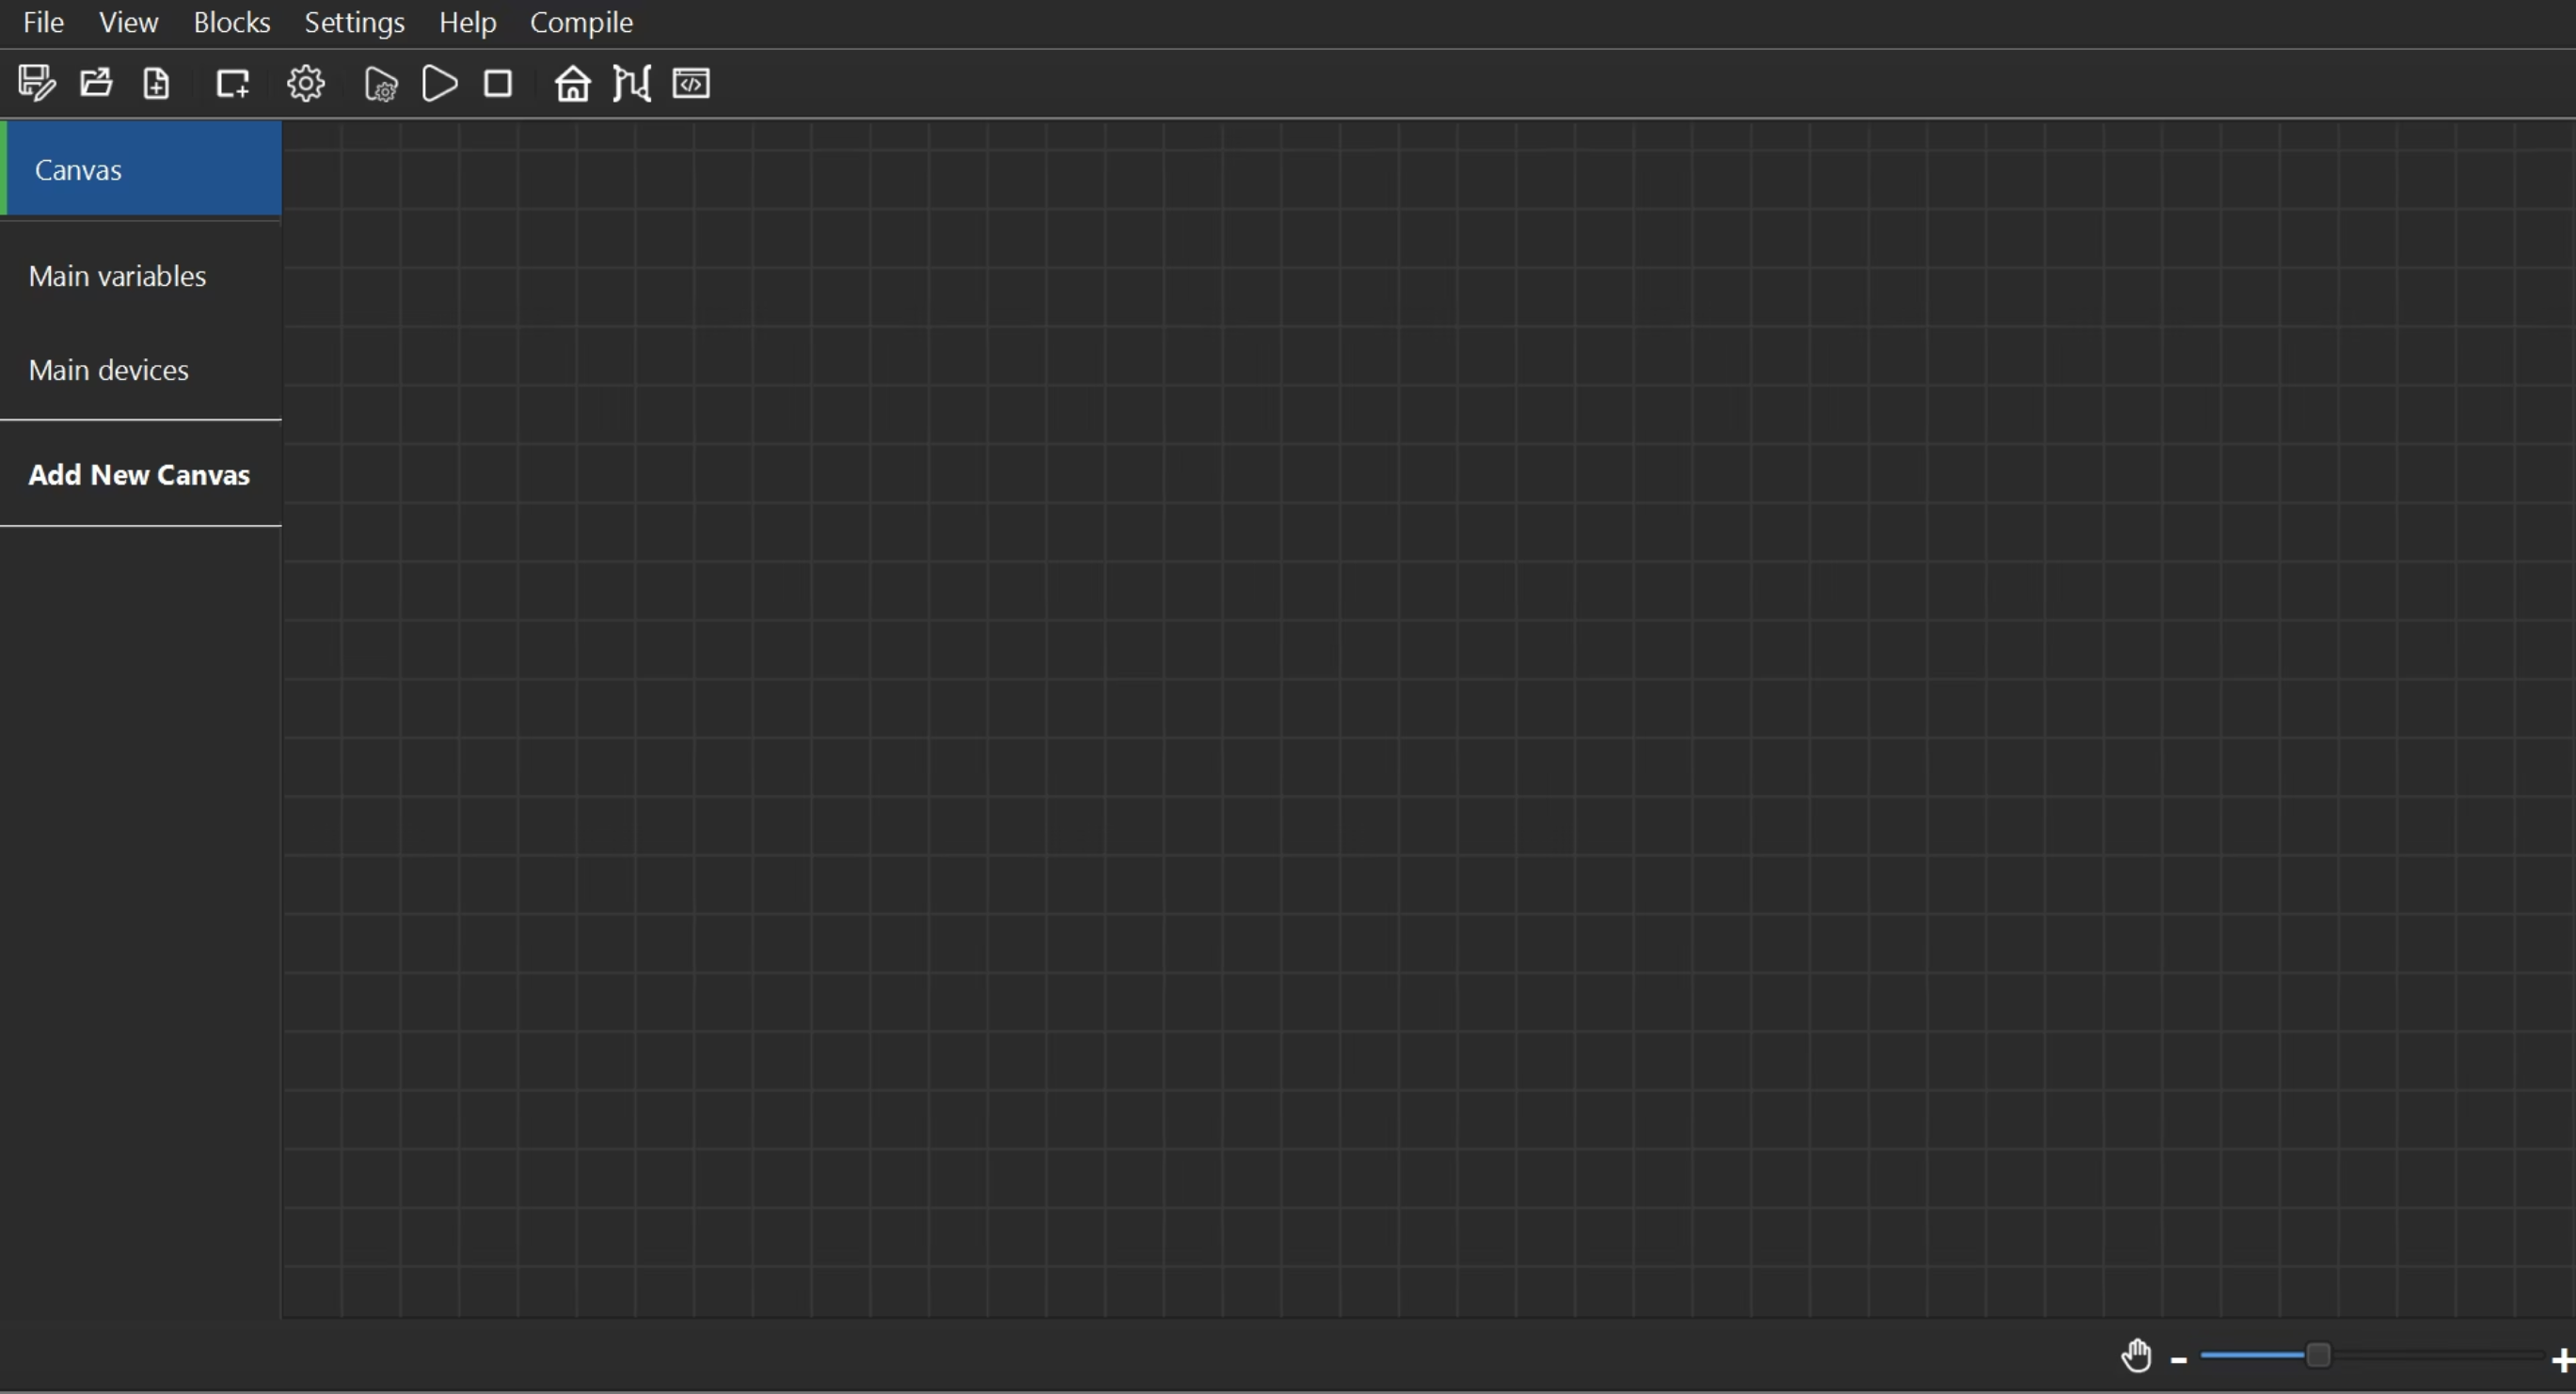 File View Blocks Settings Help Compile
Canvas
Main variables
Main devices
Add New Canvas
- +